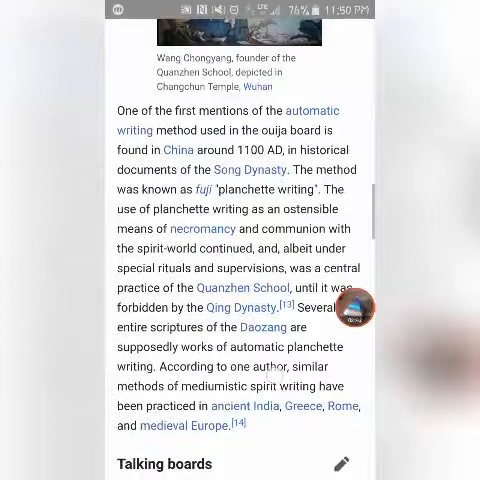 76% 11:50 PM
Wang Chongyang, founder of the
Quanzhen School, depicted in
Changchun Temple, Wuhan
One of the first mentions of the automatic
writing method used in the ouija board is
found in China around 1100 AD, in historical
documents of the Song Dynasty. The method
was known as fuji "planchette writing". The
use of planchette writing as an ostensible
means of necromancy and communion with
the spirit-world continued, and, albeit under
special rituals and supervisions, was a central
practice of the Quanzhen School, until it was
forbidden by the Qing Dynasty.[13] Several
entire scriptures of the Daozang are
supposedly works of automatic planchette
writing. According to one author, similar
methods of mediumistic spirit writing have
been practiced in ancient India, Greece, Rome,
and medieval Europe.[14]
Talking boards